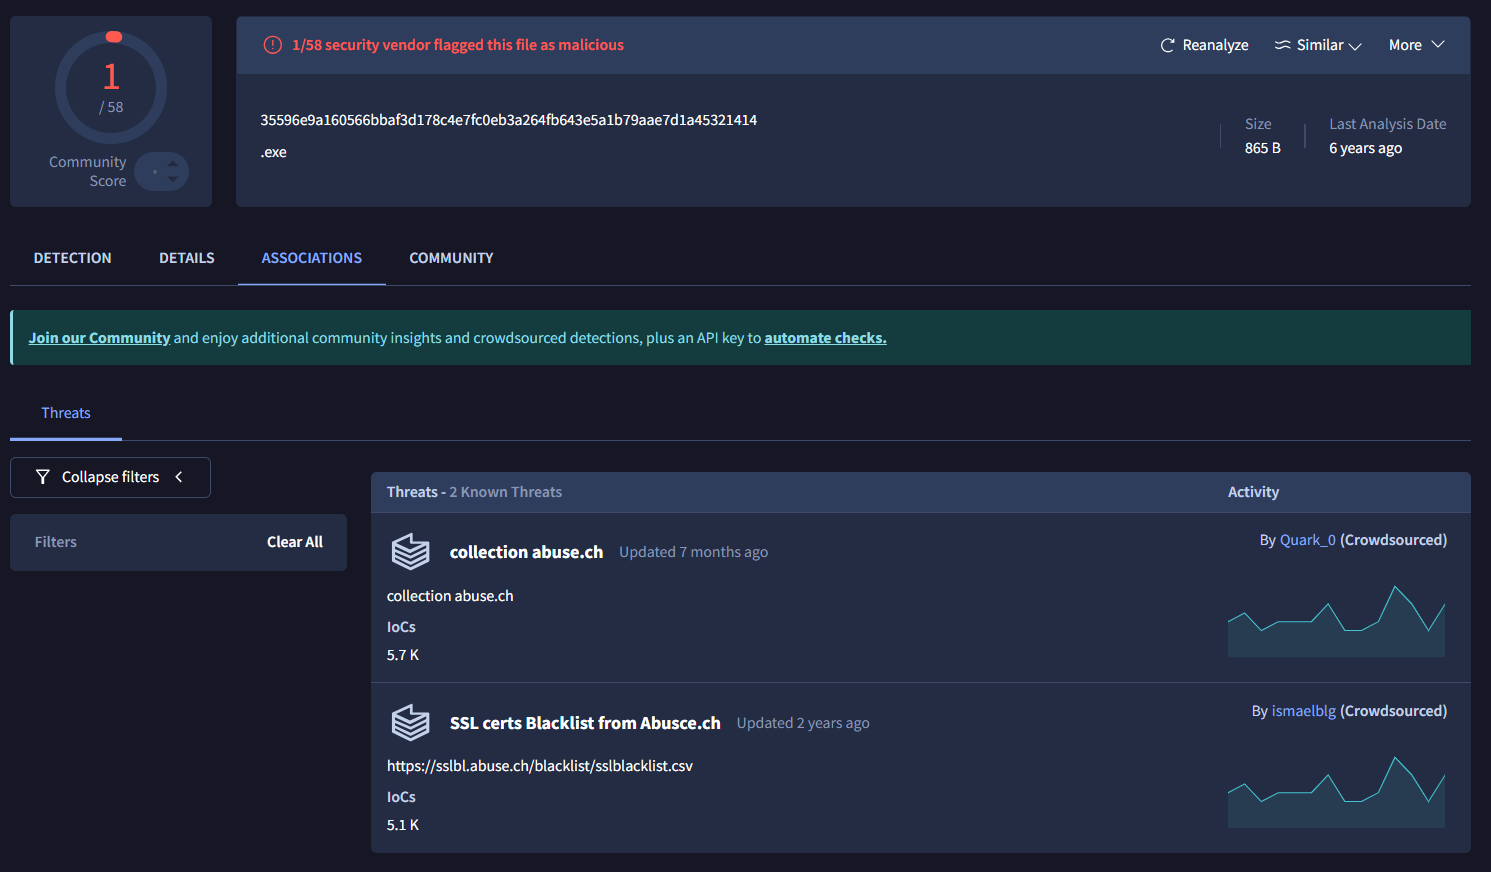 1
/ 58
Community
Score
1/58 security vendor flagged this file as malicious
Reanalyze
Similar
More
35596e9a160566bbaf3d178c4e7fc0eb3a264fb643e5a1b79aae7d1a45321414
.exe
Size
865 B
Last Analysis Date
6 years ago
DETECTION
DETAILS
ASSOCIATIONS
COMMUNITY
Join our Community and enjoy additional community insights and crowdsourced detections, plus an API key to automate checks.
Threats
Collapse filters
Filters
Clear All
Threats - 2 Known Threats
Activity
collection abuse.ch Updated 7 months ago
By Quark_0 (Crowdsourced)
collection abuse.ch
IoCs
5.7 K
SSL certs Blacklist from Abusce.ch Updated 2 years ago
By ismaelblg (Crowdsourced)
https://sslbl.abuse.ch/blacklist/sslblacklist.csv
IoCs
5.1 K